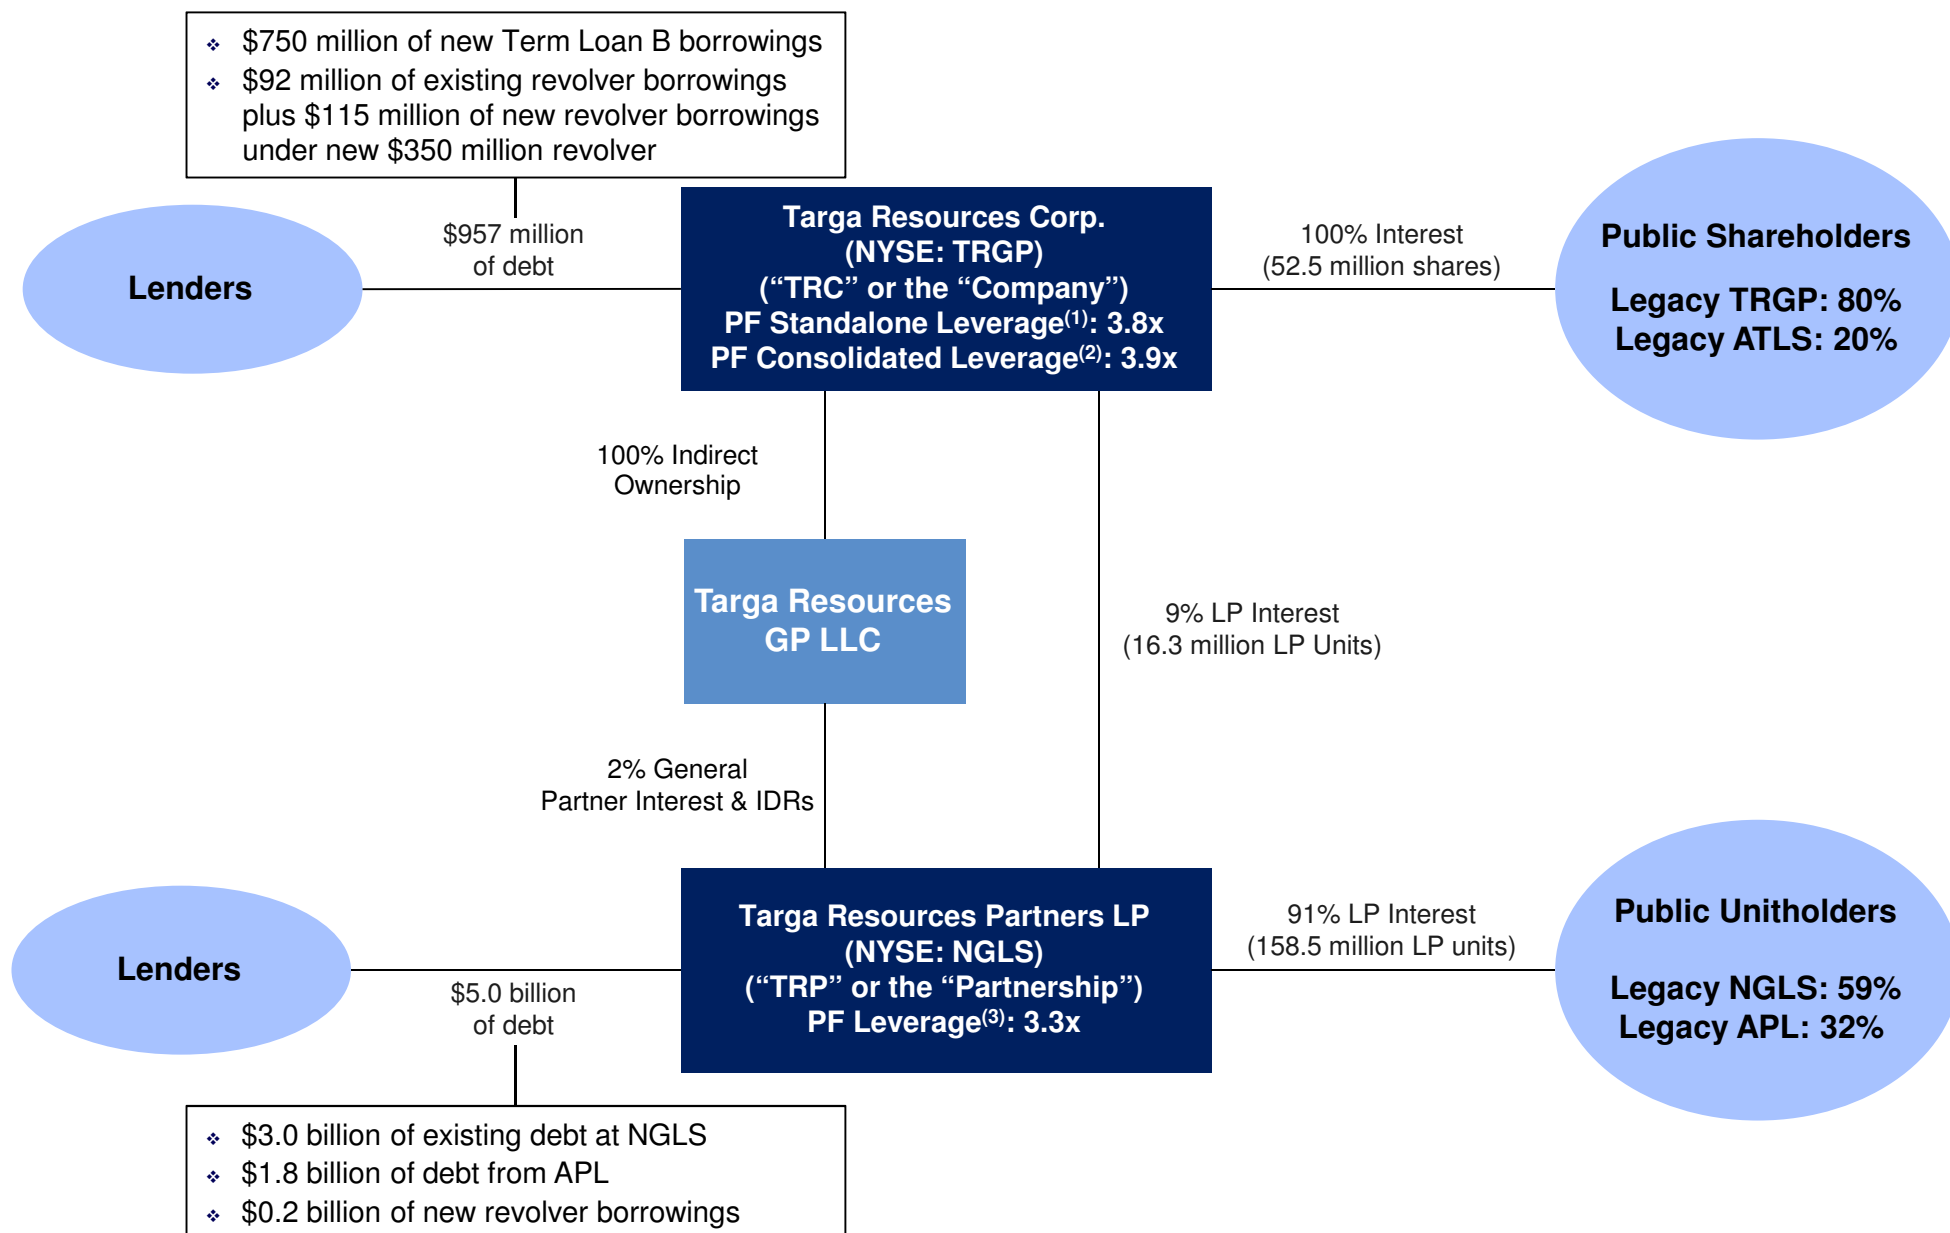 ❖ $750 million of new Term Loan B borrowings
❖ $92 million of existing revolver borrowings
plus $115 million of new revolver borrowings
under new $350 million revolver
Lenders
$957 million
of debt
Targa Resources Corp.
(NYSE: TRGP)
(“TRC” or the “Company”)
PF Standalone Leverage(1): 3.8x
PF Consolidated Leverage(2): 3.9x
100% Interest
(52.5 million shares)
Public Shareholders
Legacy TRGP: 80%
Legacy ATLS: 20%
100% Indirect
Ownership
Targa Resources
GP LLC
9% LP Interest
(16.3 million LP Units)
2% General
Partner Interest & IDRs
Lenders
$5.0 billion
of debt
Targa Resources Partners LP
(NYSE: NGLS)
(“TRP” or the “Partnership”)
PF Leverage(3): 3.3x
91% LP Interest
(158.5 million LP units)
Public Unitholders
Legacy NGLS: 59%
Legacy APL: 32%
❖ $3.0 billion of existing debt at NGLS
❖ $1.8 billion of debt from APL
❖ $0.2 billion of new revolver borrowings